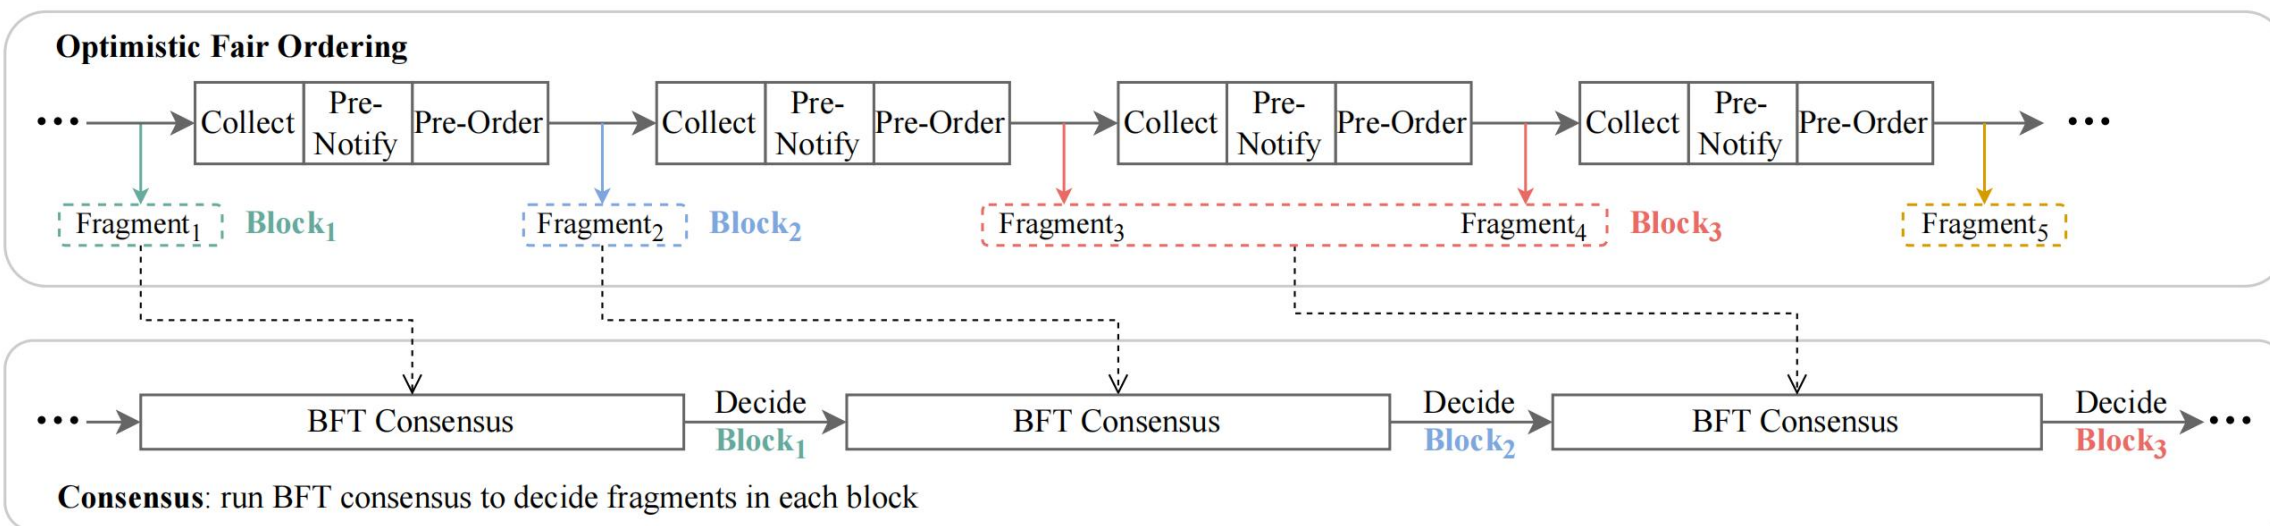 Optimistic Fair Ordering
••• Collect Pre-Notify Pre-Order Collect Pre-Notify Pre-Order Collect Pre-Notify Pre-Order Collect Pre-Notify Pre-Order •••
Fragment₁ Block₁ Fragment₂ Block₂ Fragment₃ Fragment₄ Block₃ Fragment₅
••• BFT Consensus Decide Block₁ BFT Consensus Decide Block₂ BFT Consensus Decide Block₃ •••
Consensus: run BFT consensus to decide fragments in each block